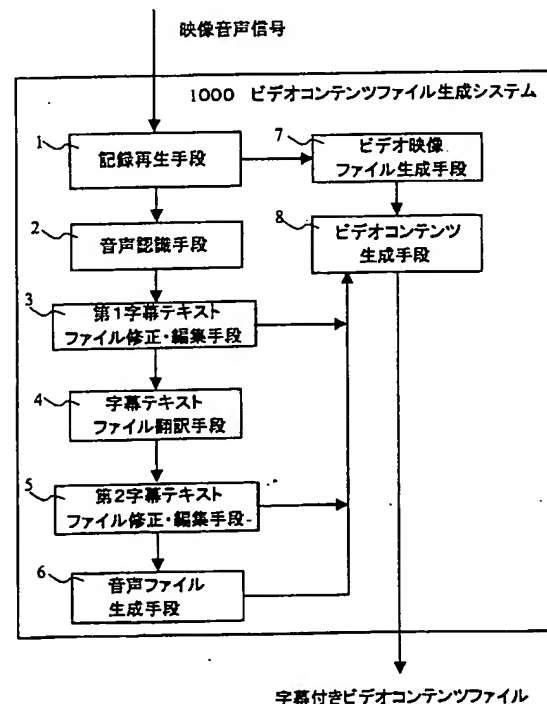 映像音声信号
1000 ビデオコンテンツファイル生成システム
1
記録再生手段
2
音声認識手段
3
第1字幕テキスト
ファイル修正・編集手段
4
字幕テキスト
ファイル翻訳手段
5
第2字幕テキスト
ファイル修正・編集手段
6
音声ファイル
生成手段
7
ビデオ映像
ファイル生成手段
8
ビデオコンテンツ
生成手段
字幕付きビデオコンテンツファイル